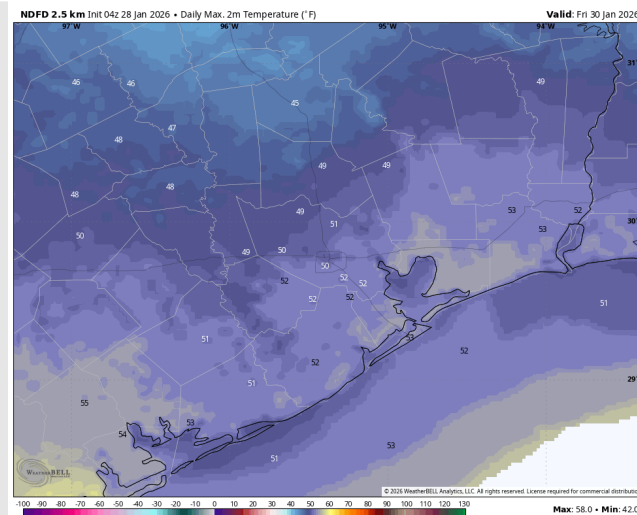 NDFD 2.5 km Init 04z 28 Jan 2026 • Daily Max. 2m Temperature (°F)
Valid: Fri 30 Jan 2026
97°W 96°W 95°W 94°W
31°
46 46 49
45
47
48
49 49
48 48
49 53 52
51 30°
50 53
49 50
50
52 52 52
52 52
51
51
53
52
52
29°
51
55
53
54
53
51
WEATHERBELL
© 2026 WeatherBELL Analytics, LLC. All rights reserved. License required for commercial distributio
-100 -90 -80 -70 -60 -50 -40 -30 -20 -10 0 10 20 30 40 50 60 70 80 90 100 110 120 130
Max: 58.0 • Min: 42.